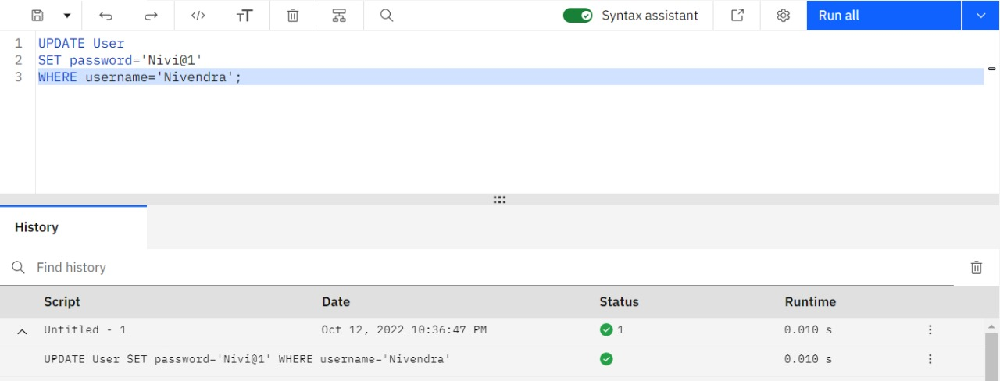 </> TT Syntax assistant Run all
1 UPDATE User
2 SET password='Nivi@1'
3 WHERE username='Nivendra';
History
Find history
Script Date Status Runtime
Untitled - 1 Oct 12, 2022 10:36:47 PM 1 0.010 s
UPDATE User SET password='Nivi@1' WHERE username='Nivendra' 0.010 s